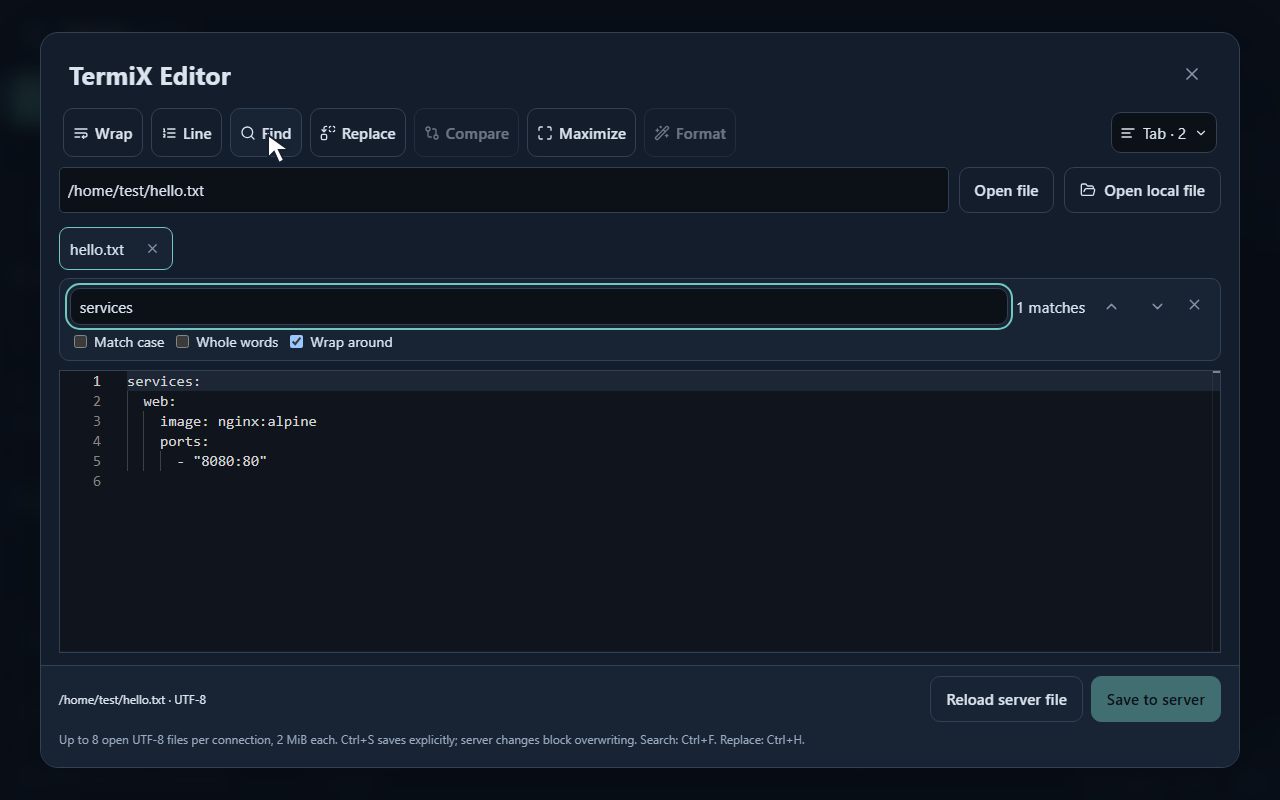 TermiX Editor
Wrap Line Find Replace Compare Maximize Format Tab · 2
/home/test/hello.txt Open file Open local file
hello.txt
services 1 matches
Match case Whole words Wrap around
1 services:
2 web:
3 image: nginx:alpine
4 ports:
5 - "8080:80"
6
/home/test/hello.txt · UTF-8 Reload server file Save to server
Up to 8 open UTF-8 files per connection, 2 MiB each. Ctrl+S saves explicitly; server changes block overwriting. Search: Ctrl+F. Replace: Ctrl+H.